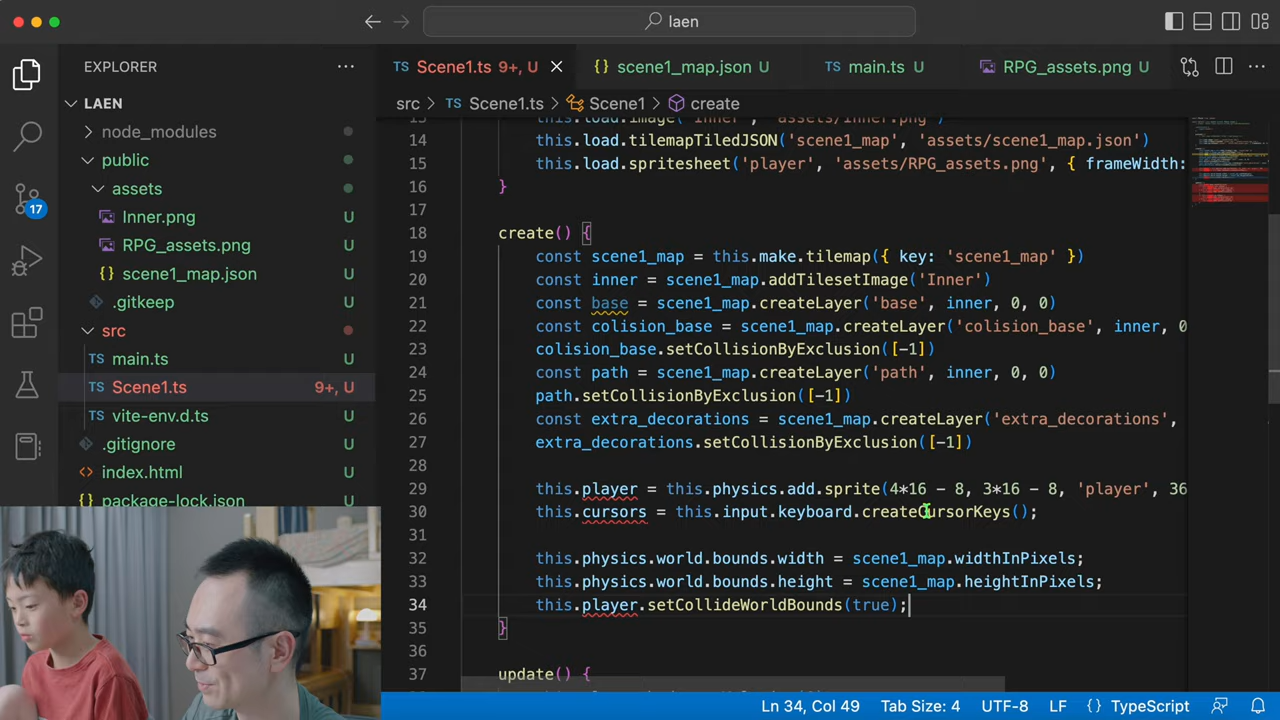 laen
EXPLORER
LAEN
node_modules
public
assets
Inner.png U
RPG_assets.png U
scene1_map.json U
.gitkeep U
src
TS main.ts U
TS Scene1.ts 9+, U
TS vite-env.d.ts U
.gitignore U
index.html U
package-lock.json U
17
TS Scene1.ts 9+, U
{} scene1_map.json U
TS main.ts U
RPG_assets.png U
src > TS Scene1.ts > Scene1 > create
13 this.load.image('Inner', 'assets/Inner.png')
14 this.load.tilemapTiledJSON('scene1_map', 'assets/scene1_map.json')
15 this.load.spritesheet('player', 'assets/RPG_assets.png', { frameWidth:
16 }
17
18 create() {
19 const scene1_map = this.make.tilemap({ key: 'scene1_map' })
20 const inner = scene1_map.addTilesetImage('Inner')
21 const base = scene1_map.createLayer('base', inner, 0, 0)
22 const colision_base = scene1_map.createLayer('colision_base', inner, 0
23 colision_base.setCollisionByExclusion([-1])
24 const path = scene1_map.createLayer('path', inner, 0, 0)
25 path.setCollisionByExclusion([-1])
26 const extra_decorations = scene1_map.createLayer('extra_decorations',
27 extra_decorations.setCollisionByExclusion([-1])
28
29 this.player = this.physics.add.sprite(4*16 - 8, 3*16 - 8, 'player', 36
30 this.cursors = this.input.keyboard.createCursorKeys();
31
32 this.physics.world.bounds.width = scene1_map.widthInPixels;
33 this.physics.world.bounds.height = scene1_map.heightInPixels;
34 this.player.setCollideWorldBounds(true);
35 }
36
37 update() {
Ln 34, Col 49 Tab Size: 4 UTF-8 LF {} TypeScript